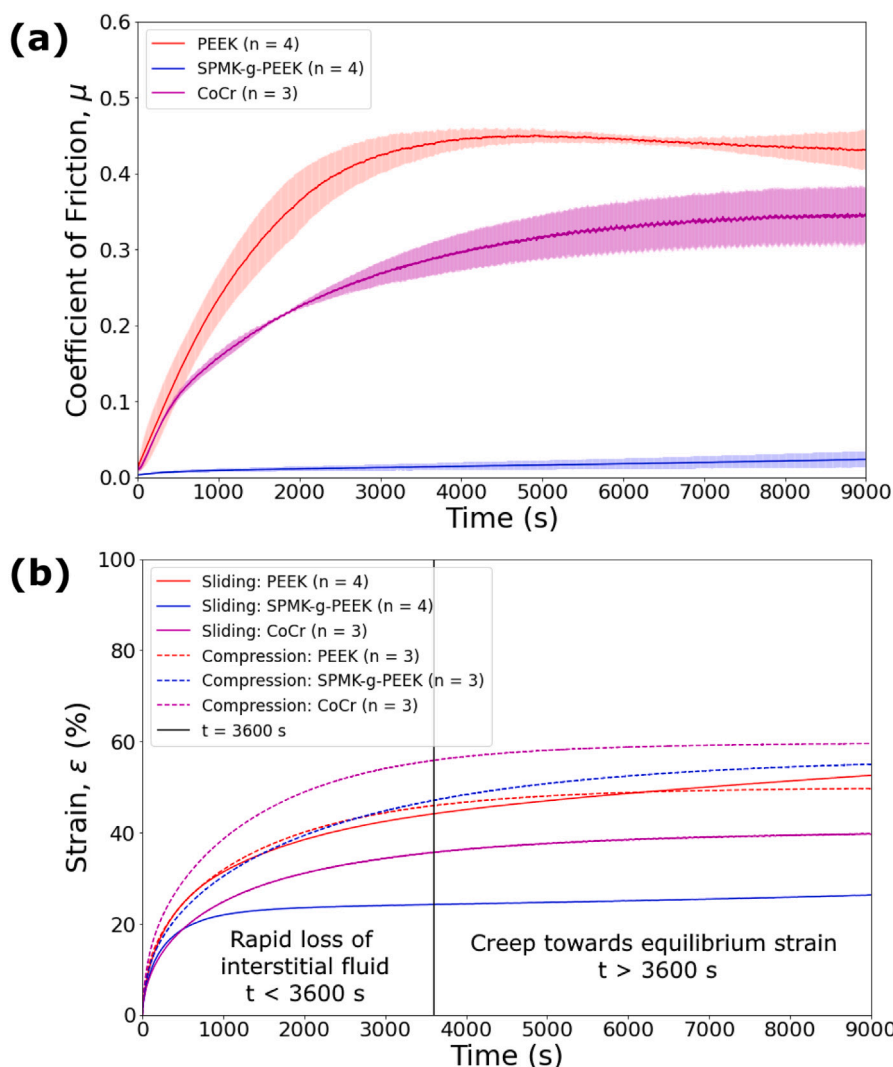 (a)
0.6
0.5
0.4
0.3
0.2
0.1
0.0
Coefficient of Friction, μ
PEEK (n = 4)
SPMK-g-PEEK (n = 4)
CoCr (n = 3)
0 1000 2000 3000 4000 5000 6000 7000 8000 9000
Time (s)
(b)
100
80
60
40
20
0
Strain, ε (%)
Sliding: PEEK (n = 4)
Sliding: SPMK-g-PEEK (n = 4)
Sliding: CoCr (n = 3)
Compression: PEEK (n = 3)
Compression: SPMK-g-PEEK (n = 3)
Compression: CoCr (n = 3)
t = 3600 s
Rapid loss of
interstitial fluid
t < 3600 s
Creep towards equilibrium strain
t > 3600 s
0 1000 2000 3000 4000 5000 6000 7000 8000 9000
Time (s)